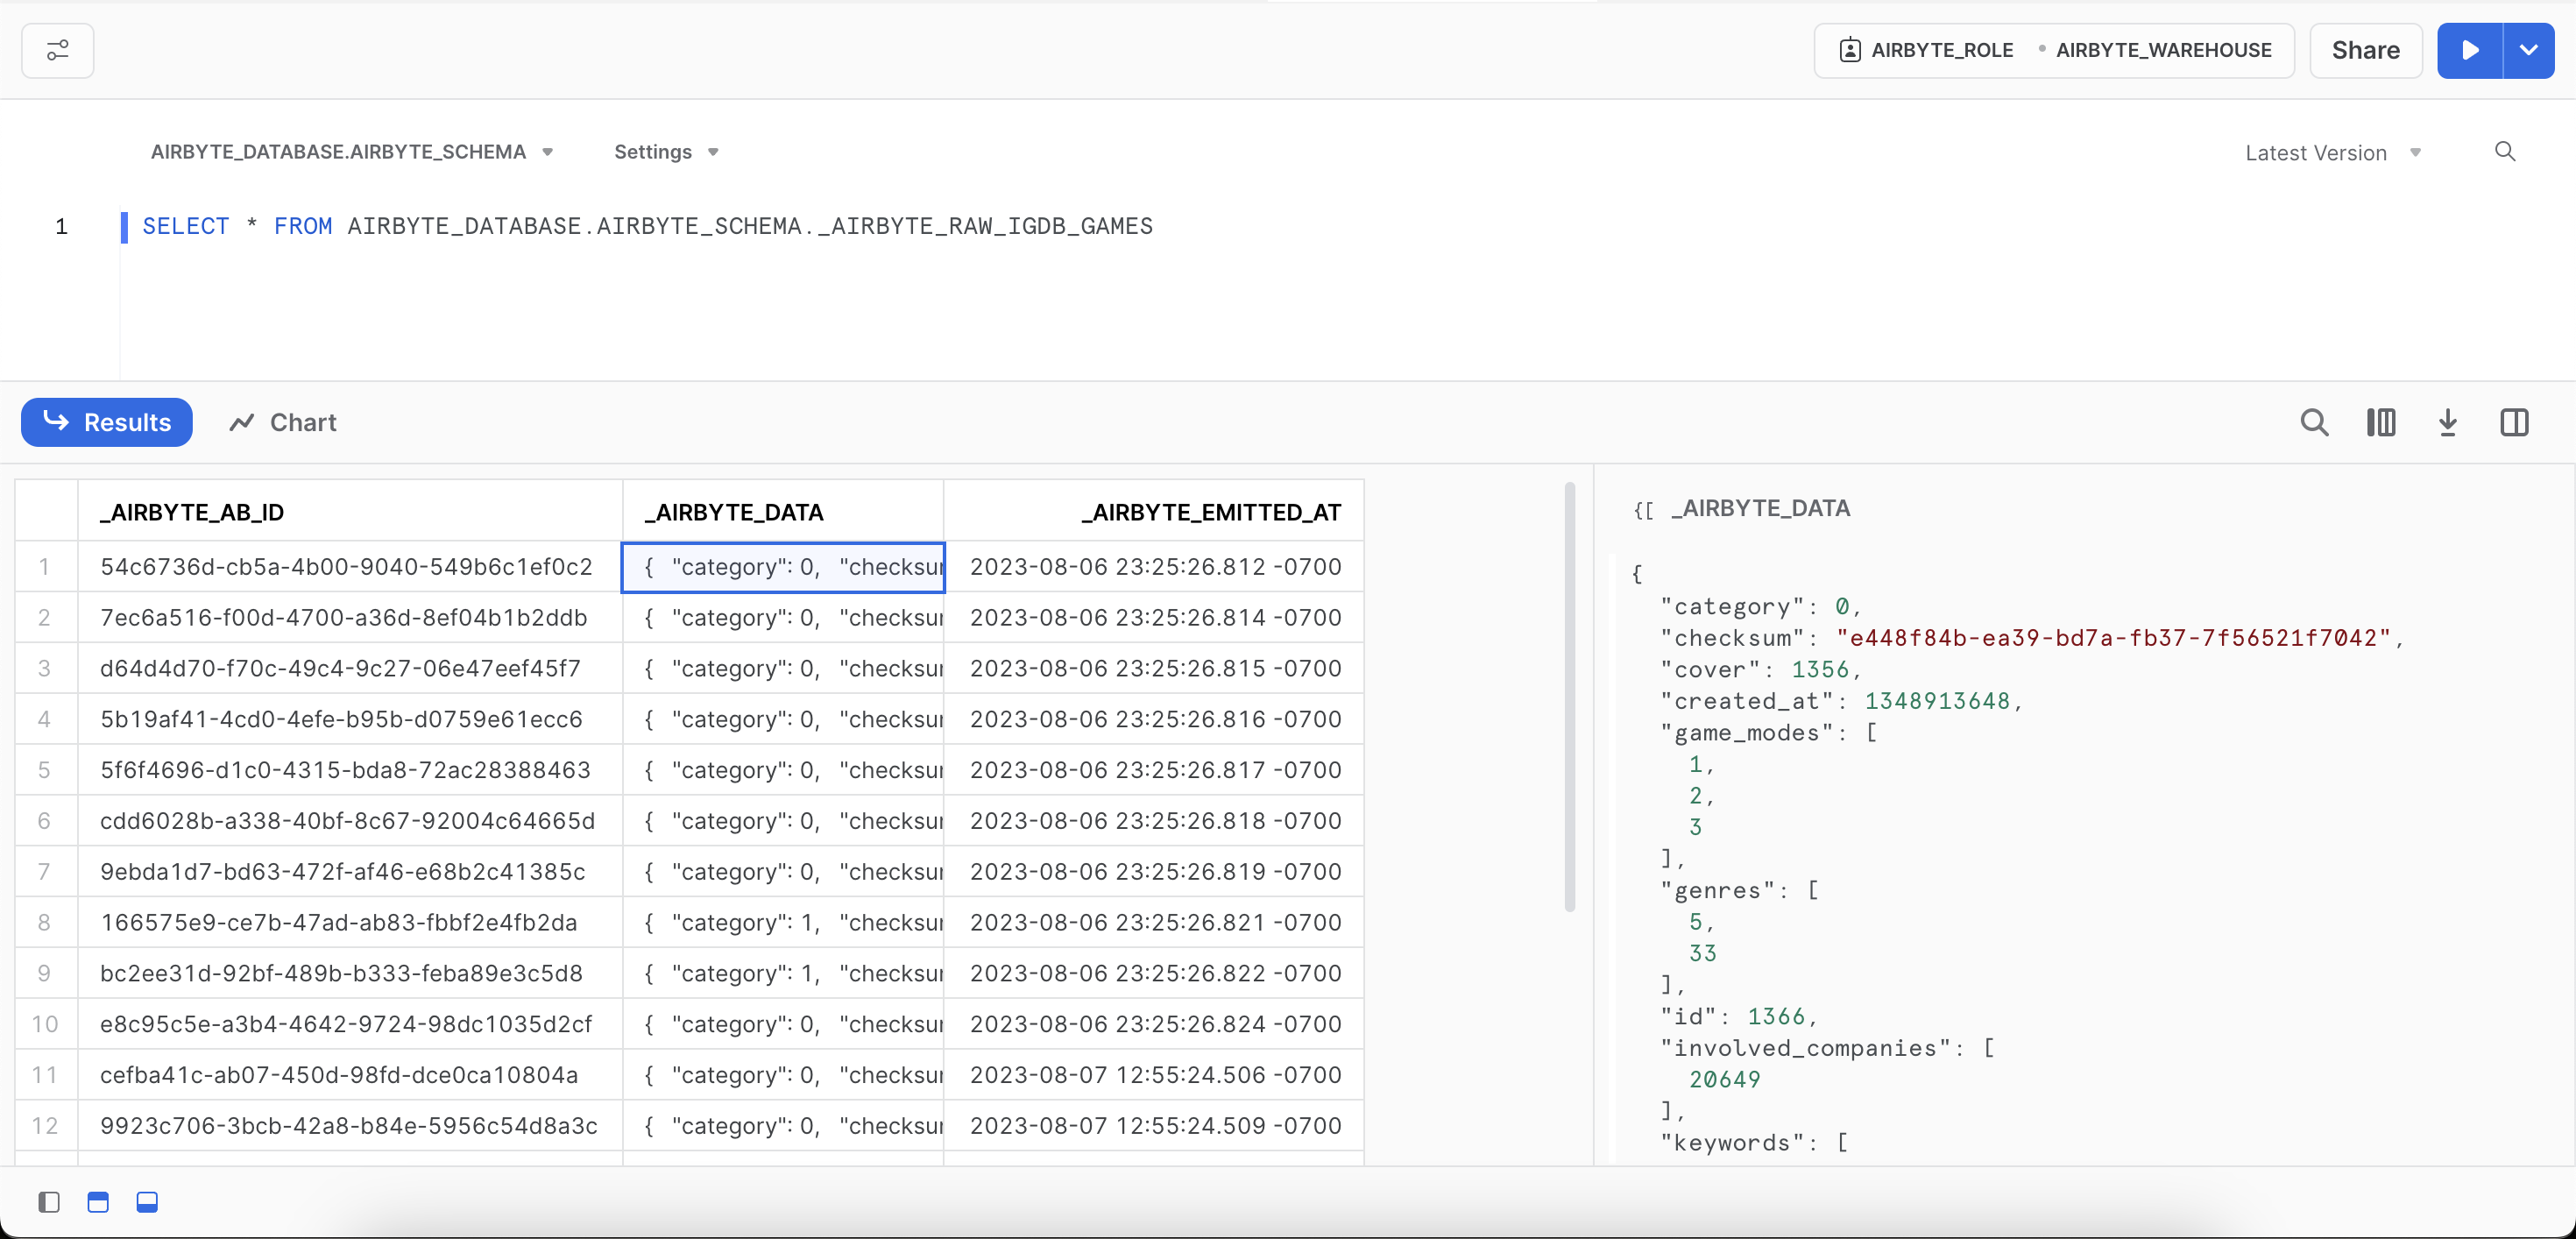 AIRBYTE_ROLE • AIRBYTE_WAREHOUSE
Share
AIRBYTE_DATABASE.AIRBYTE_SCHEMA
Settings
Latest Version
1 SELECT * FROM AIRBYTE_DATABASE.AIRBYTE_SCHEMA._AIRBYTE_RAW_IGDB_GAMES
Results
Chart
_AIRBYTE_AB_ID _AIRBYTE_DATA _AIRBYTE_EMITTED_AT
1 54c6736d-cb5a-4b00-9040-549b6c1ef0c2 { "category": 0, "checksur 2023-08-06 23:25:26.812 -0700
2 7ec6a516-f00d-4700-a36d-8ef04b1b2ddb { "category": 0, "checksur 2023-08-06 23:25:26.814 -0700
3 d64d4d70-f70c-49c4-9c27-06e47eef45f7 { "category": 0, "checksur 2023-08-06 23:25:26.815 -0700
4 5b19af41-4cd0-4efe-b95b-d0759e61ecc6 { "category": 0, "checksur 2023-08-06 23:25:26.816 -0700
5 5f6f4696-d1c0-4315-bda8-72ac28388463 { "category": 0, "checksur 2023-08-06 23:25:26.817 -0700
6 cdd6028b-a338-40bf-8c67-92004c64665d { "category": 0, "checksur 2023-08-06 23:25:26.818 -0700
7 9ebda1d7-bd63-472f-af46-e68b2c41385c { "category": 0, "checksur 2023-08-06 23:25:26.819 -0700
8 166575e9-ce7b-47ad-ab83-fbbf2e4fb2da { "category": 1, "checksur 2023-08-06 23:25:26.821 -0700
9 bc2ee31d-92bf-489b-b333-feba89e3c5d8 { "category": 1, "checksur 2023-08-06 23:25:26.822 -0700
10 e8c95c5e-a3b4-4642-9724-98dc1035d2cf { "category": 0, "checksur 2023-08-06 23:25:26.824 -0700
11 cefba41c-ab07-450d-98fd-dce0ca10804a { "category": 0, "checksur 2023-08-07 12:55:24.506 -0700
12 9923c706-3bcb-42a8-b84e-5956c54d8a3c { "category": 0, "checksur 2023-08-07 12:55:24.509 -0700
{[ _AIRBYTE_DATA
{
"category": 0,
"checksum": "e448f84b-ea39-bd7a-fb37-7f56521f7042",
"cover": 1356,
"created_at": 1348913648,
"game_modes": [
1,
2,
3
],
"genres": [
5,
33
],
"id": 1366,
"involved_companies": [
20649
],
"keywords": [